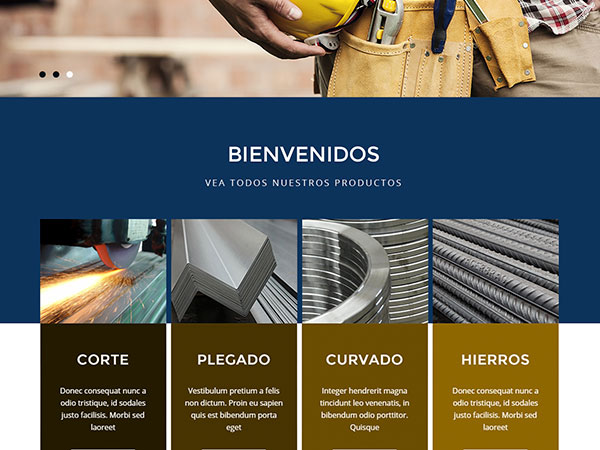 BIENVENIDOS
VEA TODOS NUESTROS PRODUCTOS
CORTE
Donec consequat nunc a
odio tristique, id sodales
justo facilisis. Morbi sed
laoreet
PLEGADO
Vestibulum pretium a felis
non dictum. Proin eu sapien
quis est bibendum porta
eget
CURVADO
Integer hendrerit magna
tincidunt leo venenatis, in
bibendum odio porttitor.
Quisque
HIERROS
Donec consequat nunc a
odio tristique, id sodales
justo facilisis. Morbi sed
laoreet